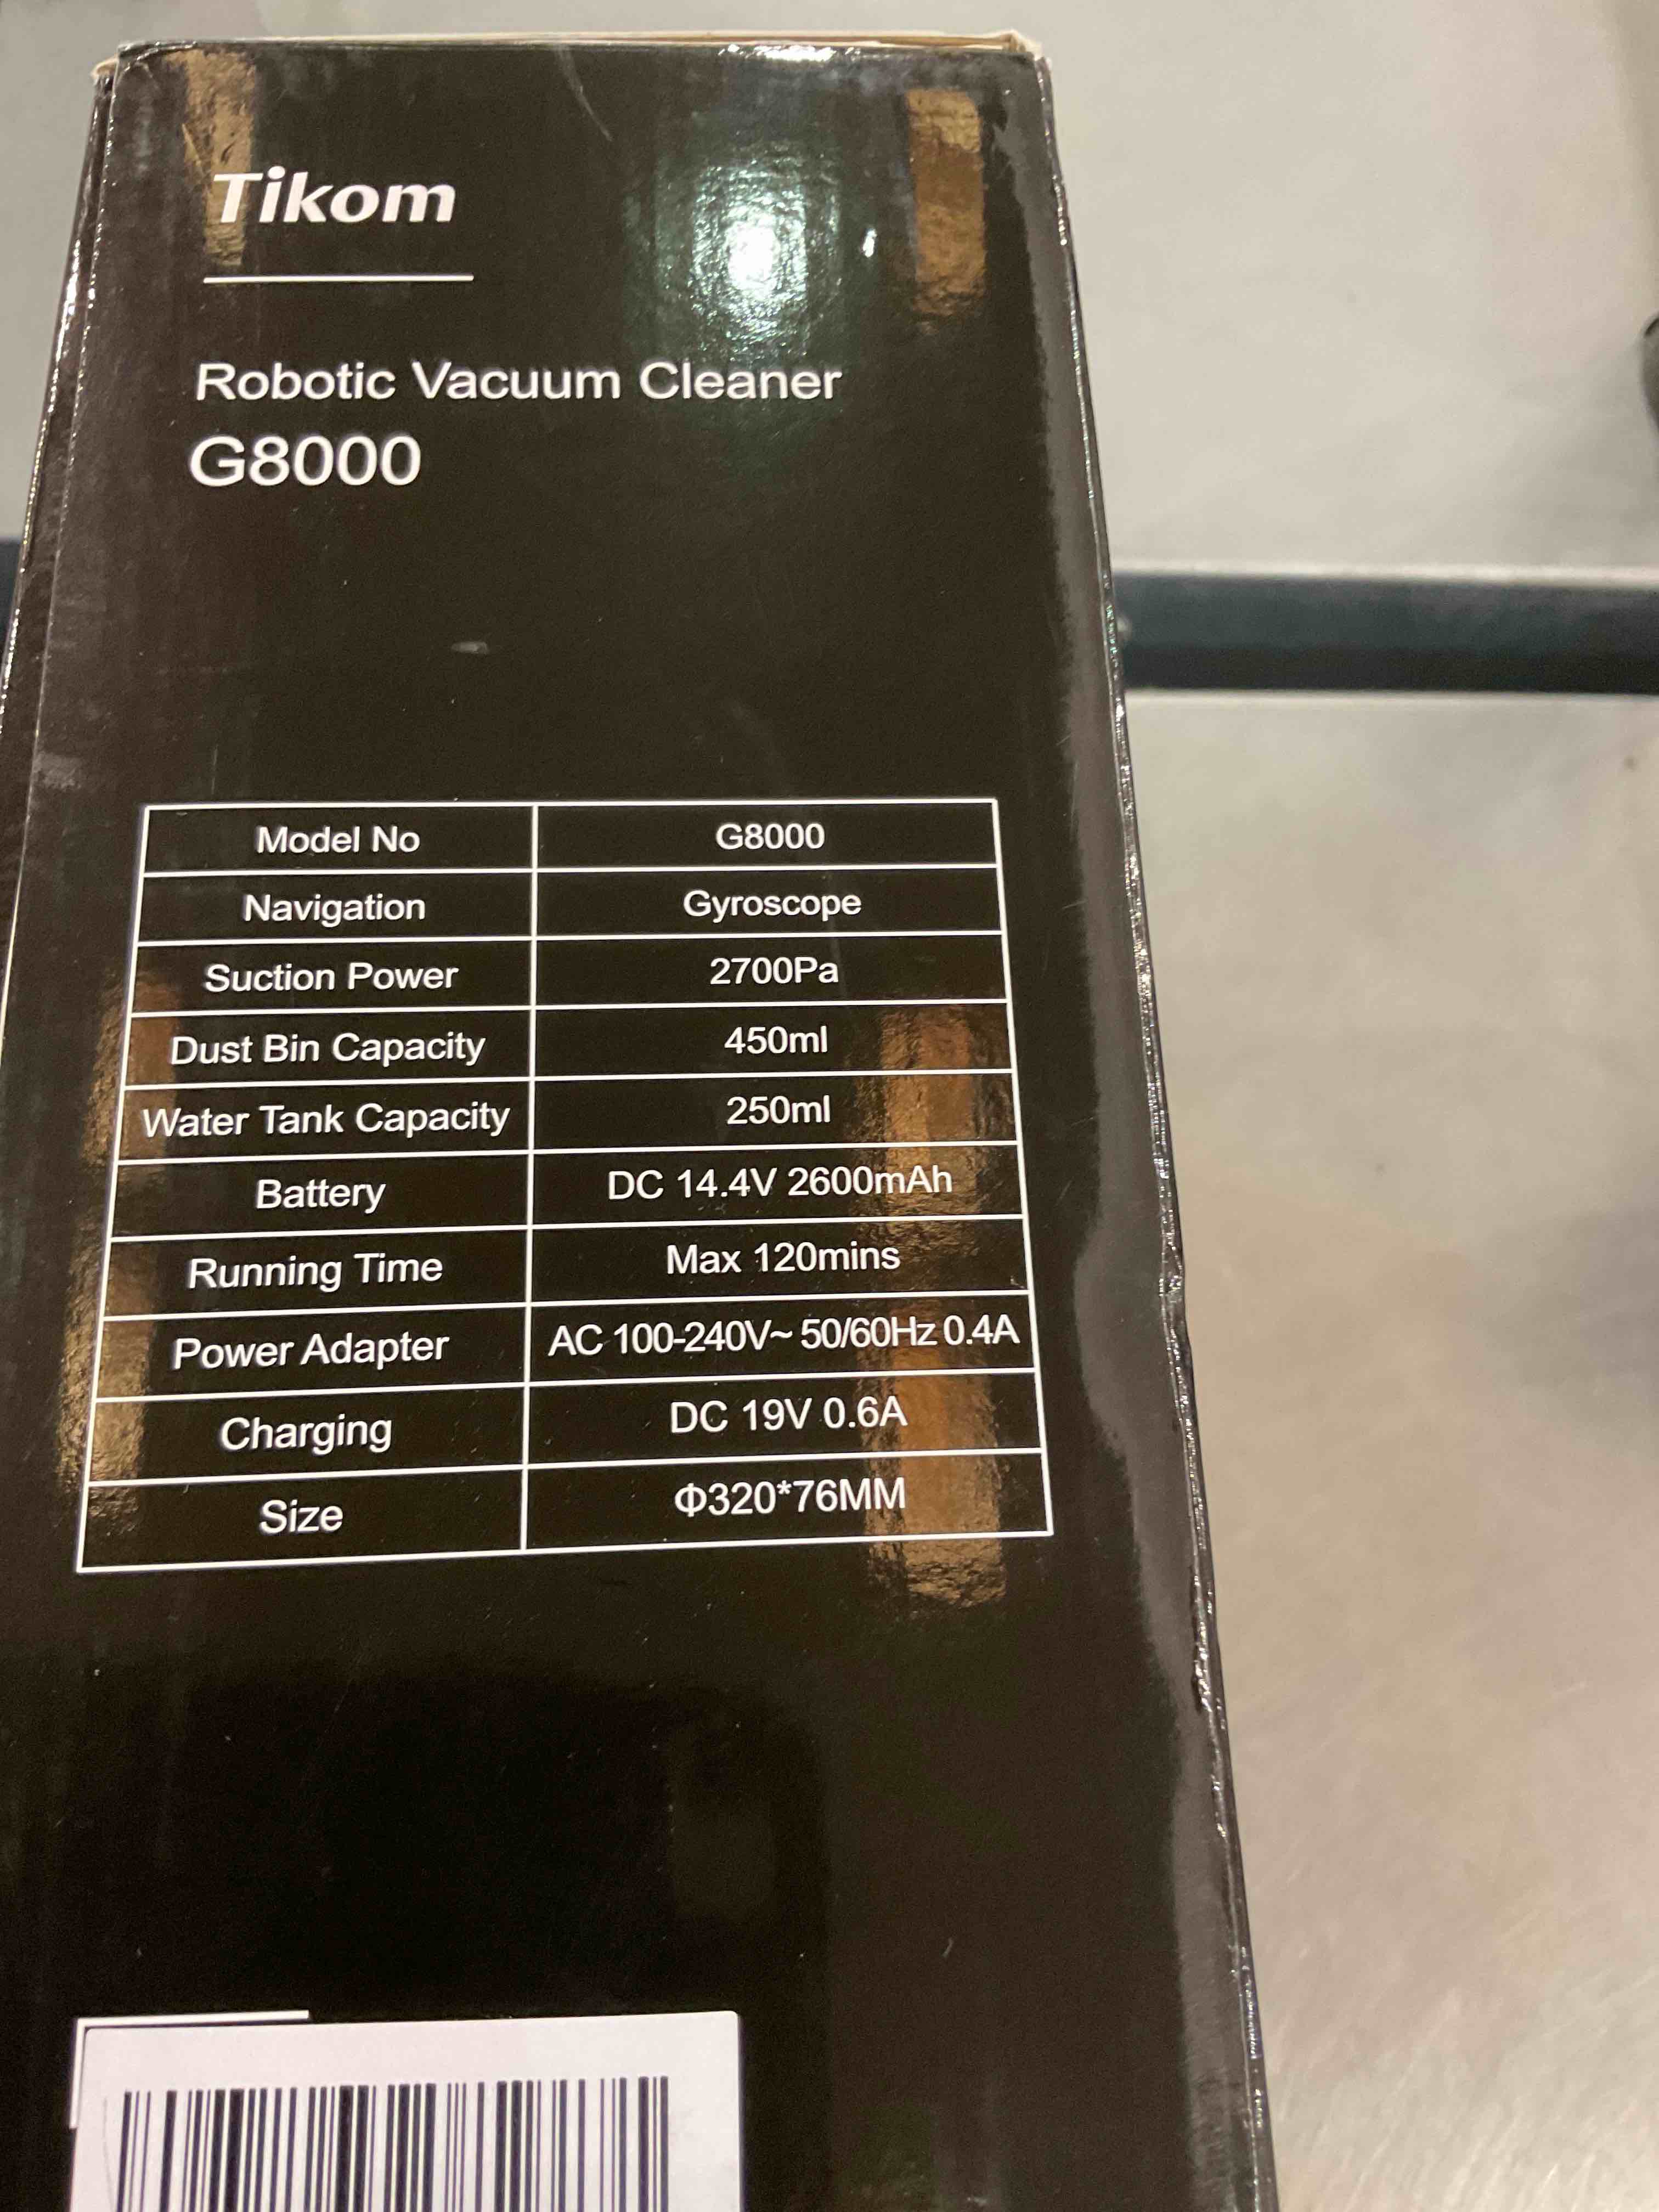 Tikom
Robotic Vacuum Cleaner
G8000
Model No G8000
Navigation Gyroscope
Suction Power 2700Pa
Dust Bin Capacity 450ml
Water Tank Capacity 250ml
Battery DC 14.4V 2600mAh
Running Time Max 120mins
Power Adapter AC 100-240V~ 50/60Hz 0.4A
Charging DC 19V 0.6A
Size Φ320*76MM